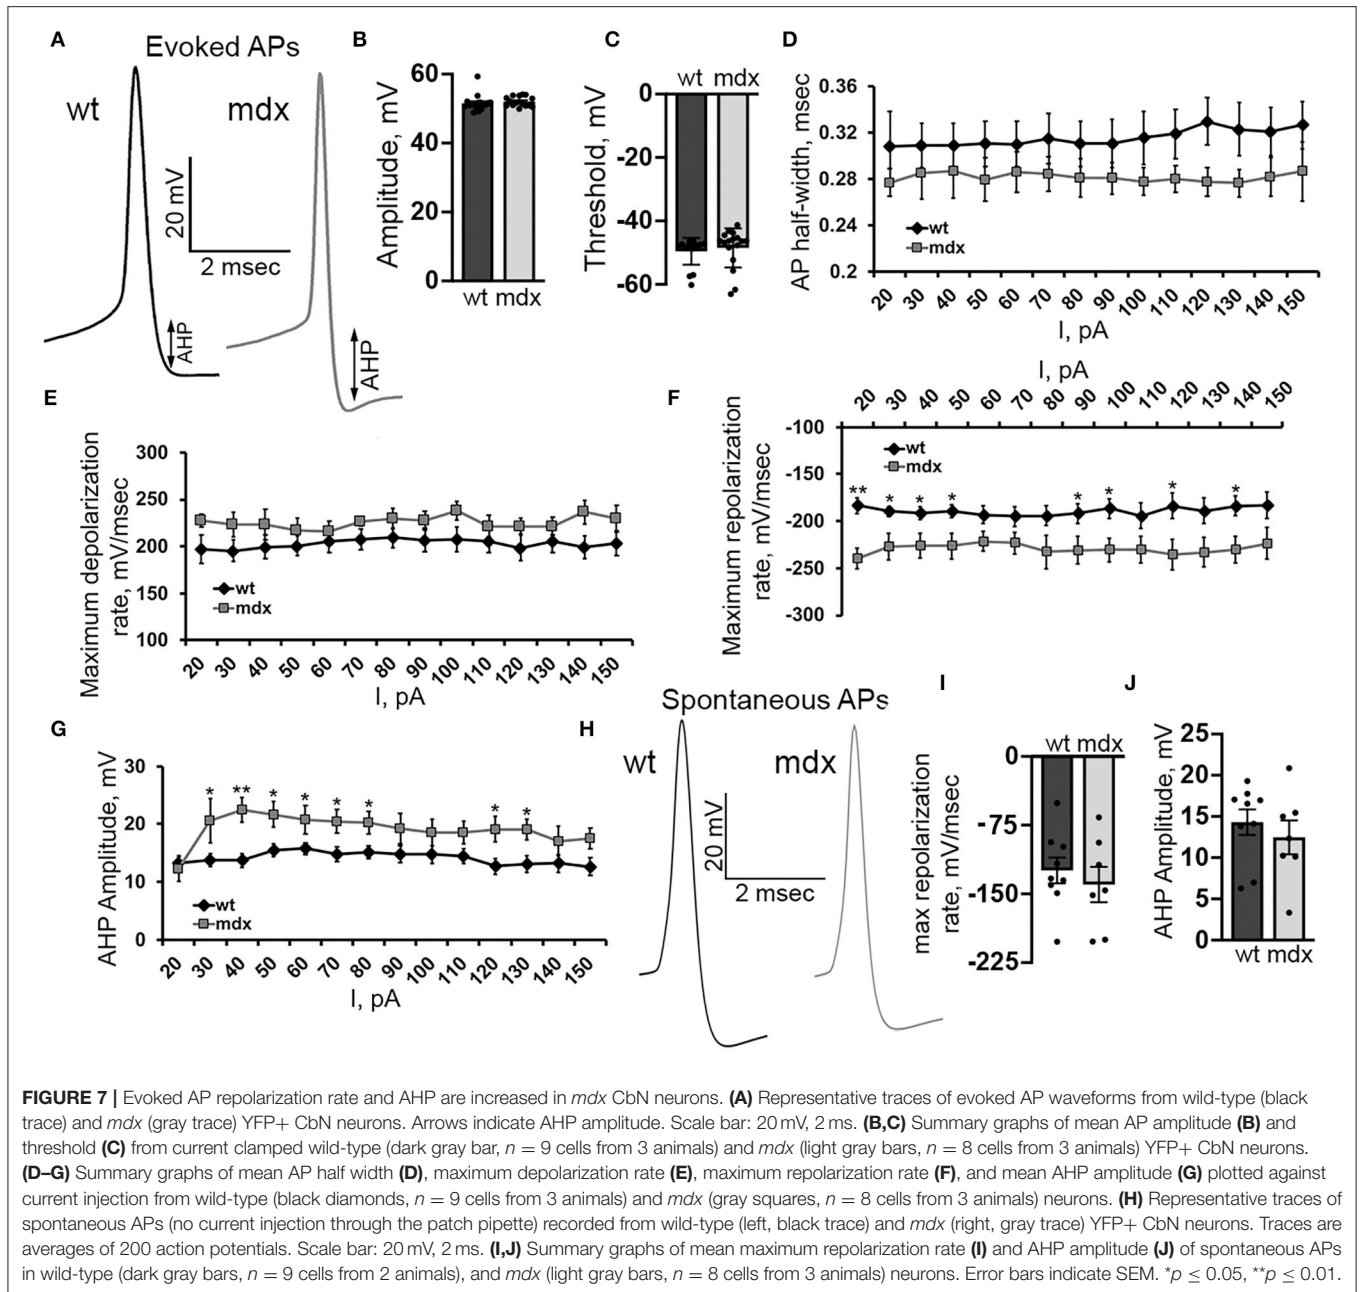 A
Evoked APs
wt
mdx
20 mV
2 msec
AHP
AHP
B
Amplitude, mV
60
40
20
0
wt mdx
C
wt mdx
Threshold, mV
0
-20
-40
-60
D
AP half-width, msec
0.36
0.32
0.28
0.24
0.2
wt
mdx
20 30 40 50 60 70 80 90 100 110 120 130 140 150
I, pA
E
Maximum depolarization
rate, mV/msec
300
250
200
150
100
wt
mdx
20 30 40 50 60 70 80 90 100 110 120 130 140 150
I, pA
F
I, pA
20 30 40 50 60 70 80 90 100 110 120 130 140 150
Maximum repolarization
rate, mV/msec
-100
-150
-200
-250
-300
wt
mdx
** * * * * * * *
G
AHP Amplitude, mV
30
20
10
0
* ** * * * * * *
wt
mdx
20 30 40 50 60 70 80 90 100 110 120 130 140 150
I, pA
H
Spontaneous APs
wt
mdx
20 mV
2 msec
I
wt mdx
max repolarization
rate, mV/msec
0
-75
-150
-225
J
AHP Amplitude, mV
25
20
15
10
5
0
wt mdx
FIGURE 7 | Evoked AP repolarization rate and AHP are increased in mdx CbN neurons. (A) Representative traces of evoked AP waveforms from wild-type (black
trace) and mdx (gray trace) YFP+ CbN neurons. Arrows indicate AHP amplitude. Scale bar: 20 mV, 2 ms. (B,C) Summary graphs of mean AP amplitude (B) and
threshold (C) from current clamped wild-type (dark gray bar, n = 9 cells from 3 animals) and mdx (light gray bars, n = 8 cells from 3 animals) YFP+ CbN neurons.
(D–G) Summary graphs of mean AP half width (D), maximum depolarization rate (E), maximum repolarization rate (F), and mean AHP amplitude (G) plotted against
current injection from wild-type (black diamonds, n = 9 cells from 3 animals) and mdx (gray squares, n = 8 cells from 3 animals) neurons. (H) Representative traces of
spontaneous APs (no current injection through the patch pipette) recorded from wild-type (left, black trace) and mdx (right, gray trace) YFP+ CbN neurons. Traces are
averages of 200 action potentials. Scale bar: 20 mV, 2 ms. (I,J) Summary graphs of mean maximum repolarization rate (I) and AHP amplitude (J) of spontaneous APs
in wild-type (dark gray bars, n = 9 cells from 2 animals), and mdx (light gray bars, n = 8 cells from 3 animals) neurons. Error bars indicate SEM. *p ≤ 0.05, **p ≤ 0.01.